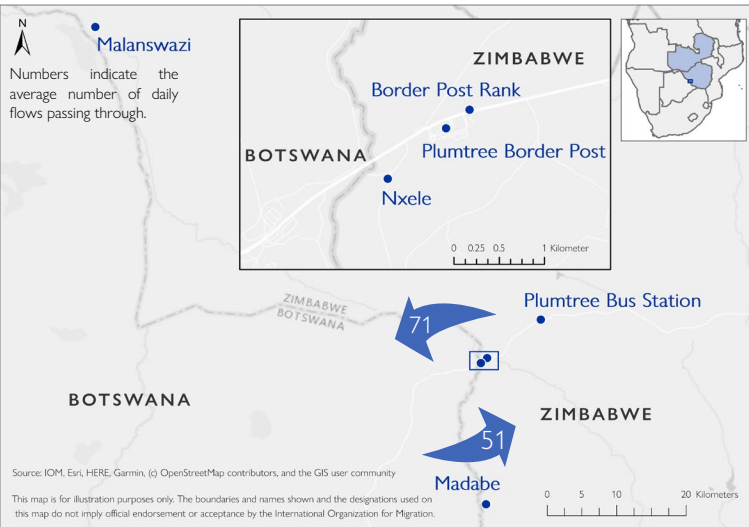 N
Malanswazi
Numbers indicate the
average number of daily
flows passing through.
ZIMBABWE
Border Post Rank
BOTSWANA
Plumtree Border Post
Nxele
0 0.25 0.5 1 Kilometer
ZIMBABWE
BOTSWANA
Plumtree Bus Station
71
BOTSWANA
ZIMBABWE
51
Source: IOM, Esri, HERE, Garmin, (c) OpenStreetMap contributors, and the GIS user community
Madabe
0 5 10 20 Kilometers
This map is for illustration purposes only. The boundaries and names shown and the designations used on
this map do not imply official endorsement or acceptance by the International Organization for Migration.